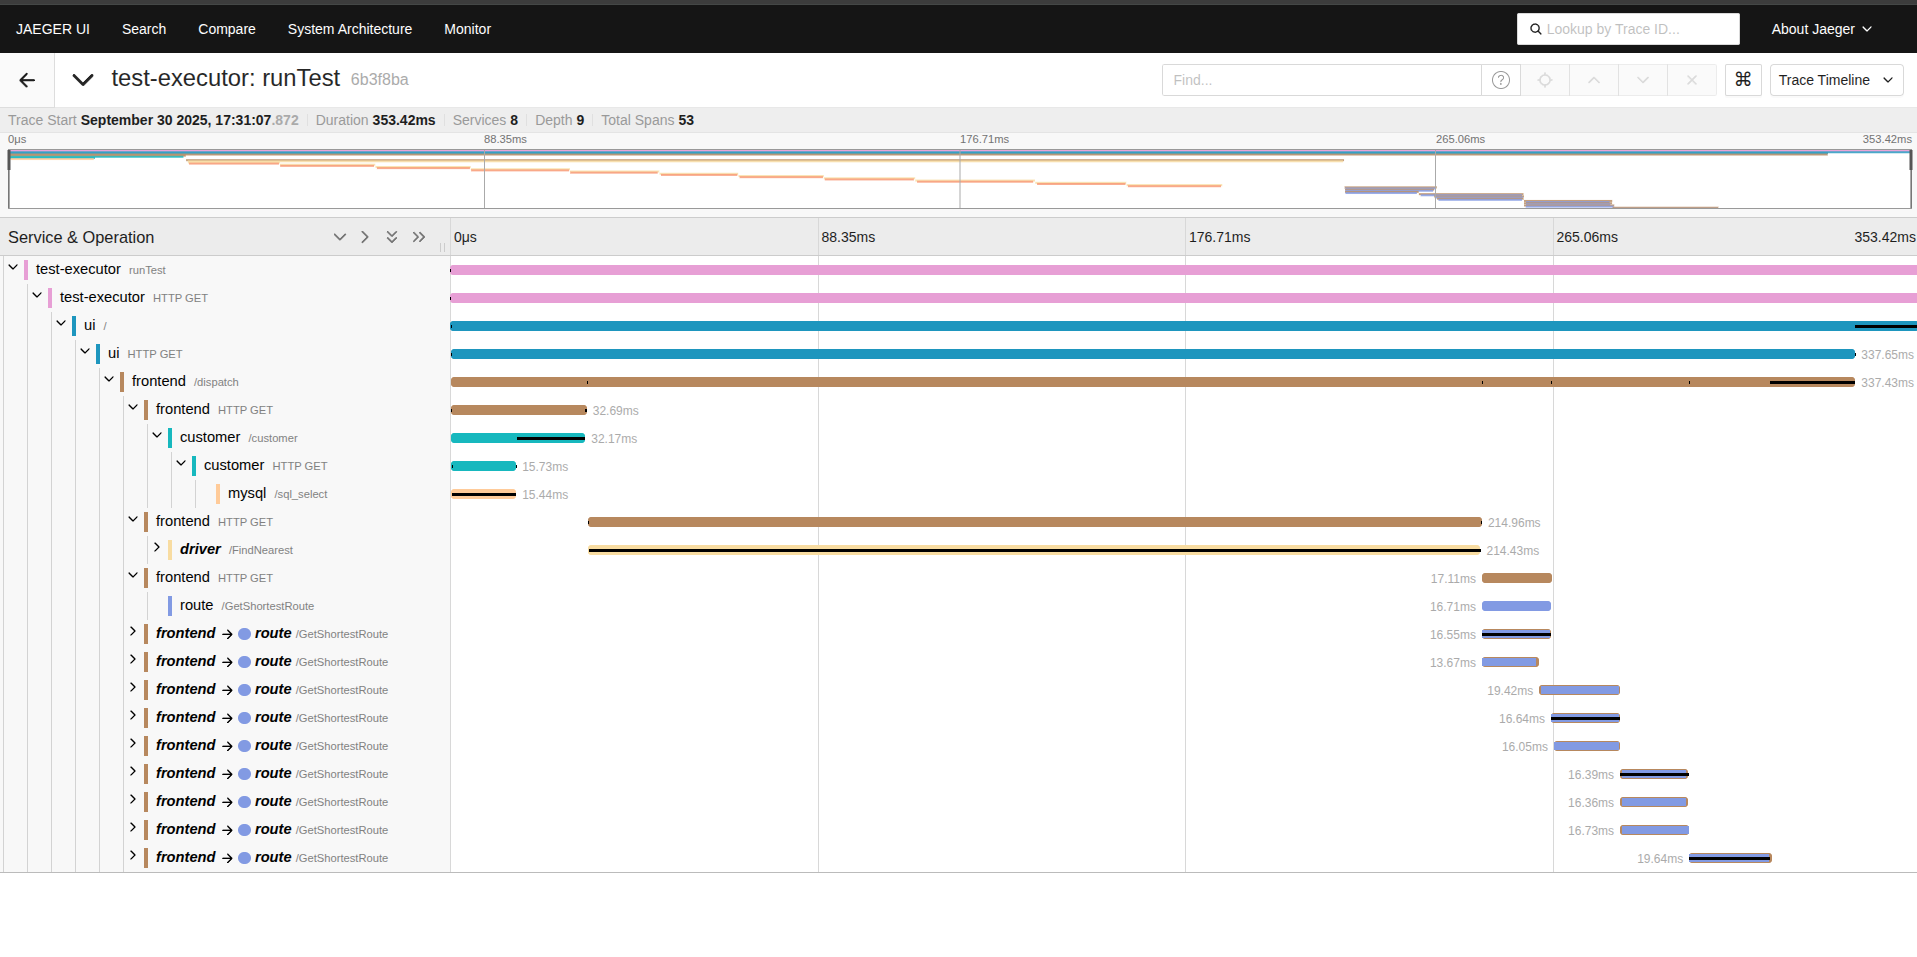 JAEGER UI Search Compare System Architecture Monitor Lookup by Trace ID... About Jaeger
test-executor: runTest 6b3f8ba Find... ? ⌘ Trace Timeline
Trace Start September 30 2025, 17:31:07.872 Duration 353.42ms Services 8 Depth 9 Total Spans 53
0μs 88.35ms 176.71ms 265.06ms 353.42ms
Service & Operation 0μs 88.35ms 176.71ms 265.06ms 353.42ms
test-executor runTest
test-executor HTTP GET
ui /
ui HTTP GET 337.65ms
frontend /dispatch 337.43ms
frontend HTTP GET 32.69ms
customer /customer 32.17ms
customer HTTP GET 15.73ms
mysql /sql_select 15.44ms
frontend HTTP GET 214.96ms
driver /FindNearest 214.43ms
frontend HTTP GET 17.11ms
route /GetShortestRoute 16.71ms
frontend → route /GetShortestRoute 16.55ms
frontend → route /GetShortestRoute 13.67ms
frontend → route /GetShortestRoute 19.42ms
frontend → route /GetShortestRoute 16.64ms
frontend → route /GetShortestRoute 16.05ms
frontend → route /GetShortestRoute 16.39ms
frontend → route /GetShortestRoute 16.36ms
frontend → route /GetShortestRoute 16.73ms
frontend → route /GetShortestRoute 19.64ms